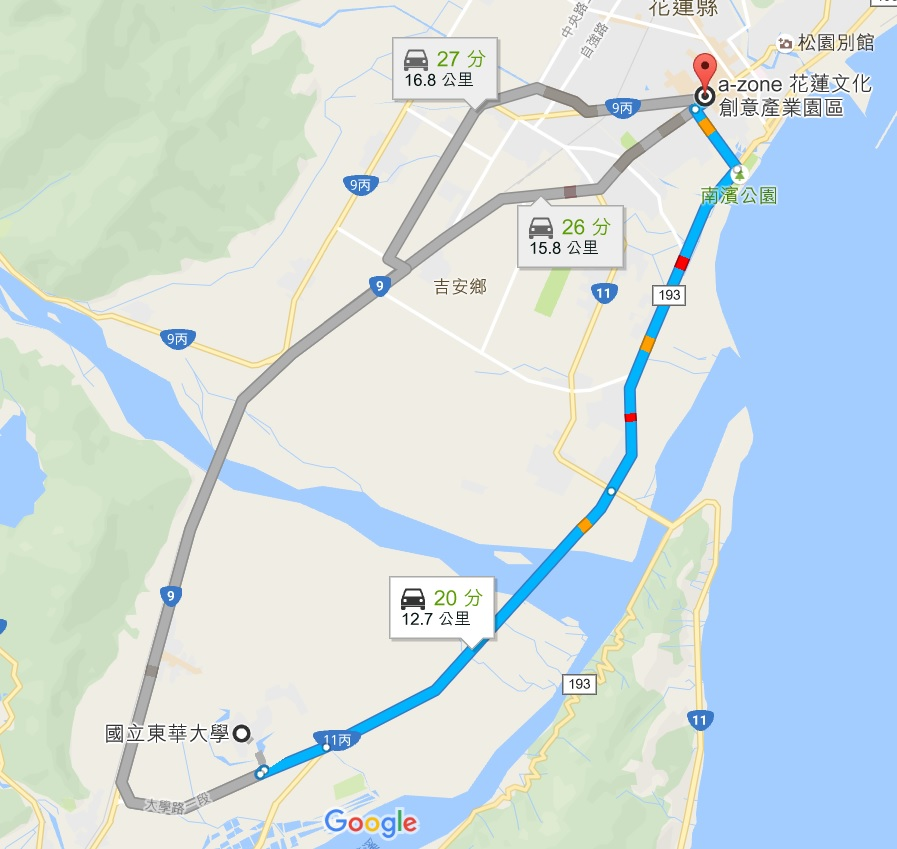 花蓮縣
中央路三
自強路
松園別館
27 分
16.8 公里
9丙
a-zone 花蓮文化
創意產業園區
9丙
南濱公園
26 分
15.8 公里
9
吉安鄉
11
193
9丙
20 分
12.7 公里
9
193
國立東華大學
11丙
11
大學路二段
Google